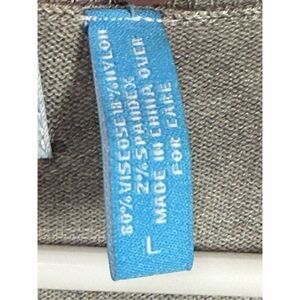 80% VISCOSE 18% NYLON
2% SPANDEX
MADE IN CHINA OVER
FOR CARE
L